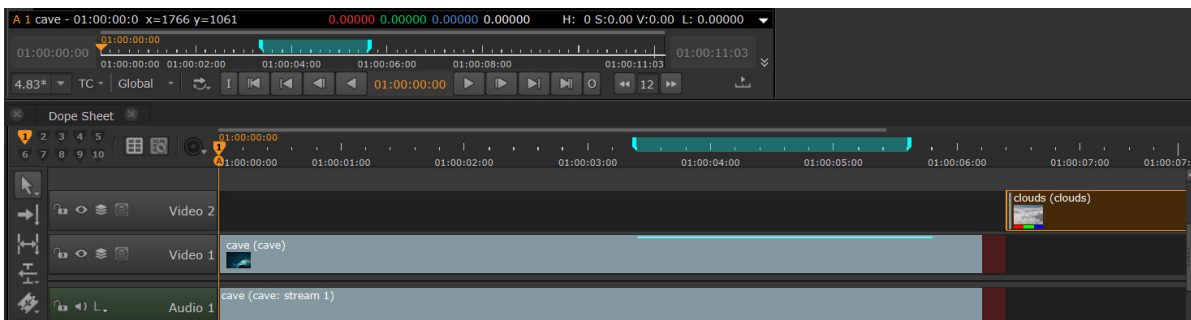 A 1 cave - 01:00:00:0 x=1766 y=1061 0.00000 0.00000 0.00000 0.00000 H: 0 S:0.00 V:0.00 L: 0.00000
01:00:00:00
01:00:00:00 01:00:11:03
01:00:00:00 01:00:02:00 01:00:04:00 01:00:06:00 01:00:08:00 01:00:11:03
4.83* TC Global I 01:00:00:00 O 12
Dope Sheet
1 2 3 4 5
6 7 8 9 10
01:00:00:00
1
A 1:00:00:00 01:00:01:00 01:00:02:00 01:00:03:00 01:00:04:00 01:00:05:00 01:00:06:00 01:00:07:00 01:00:07:
Video 2
clouds (clouds)
Video 1
cave (cave)
L Audio 1
cave (cave: stream 1)